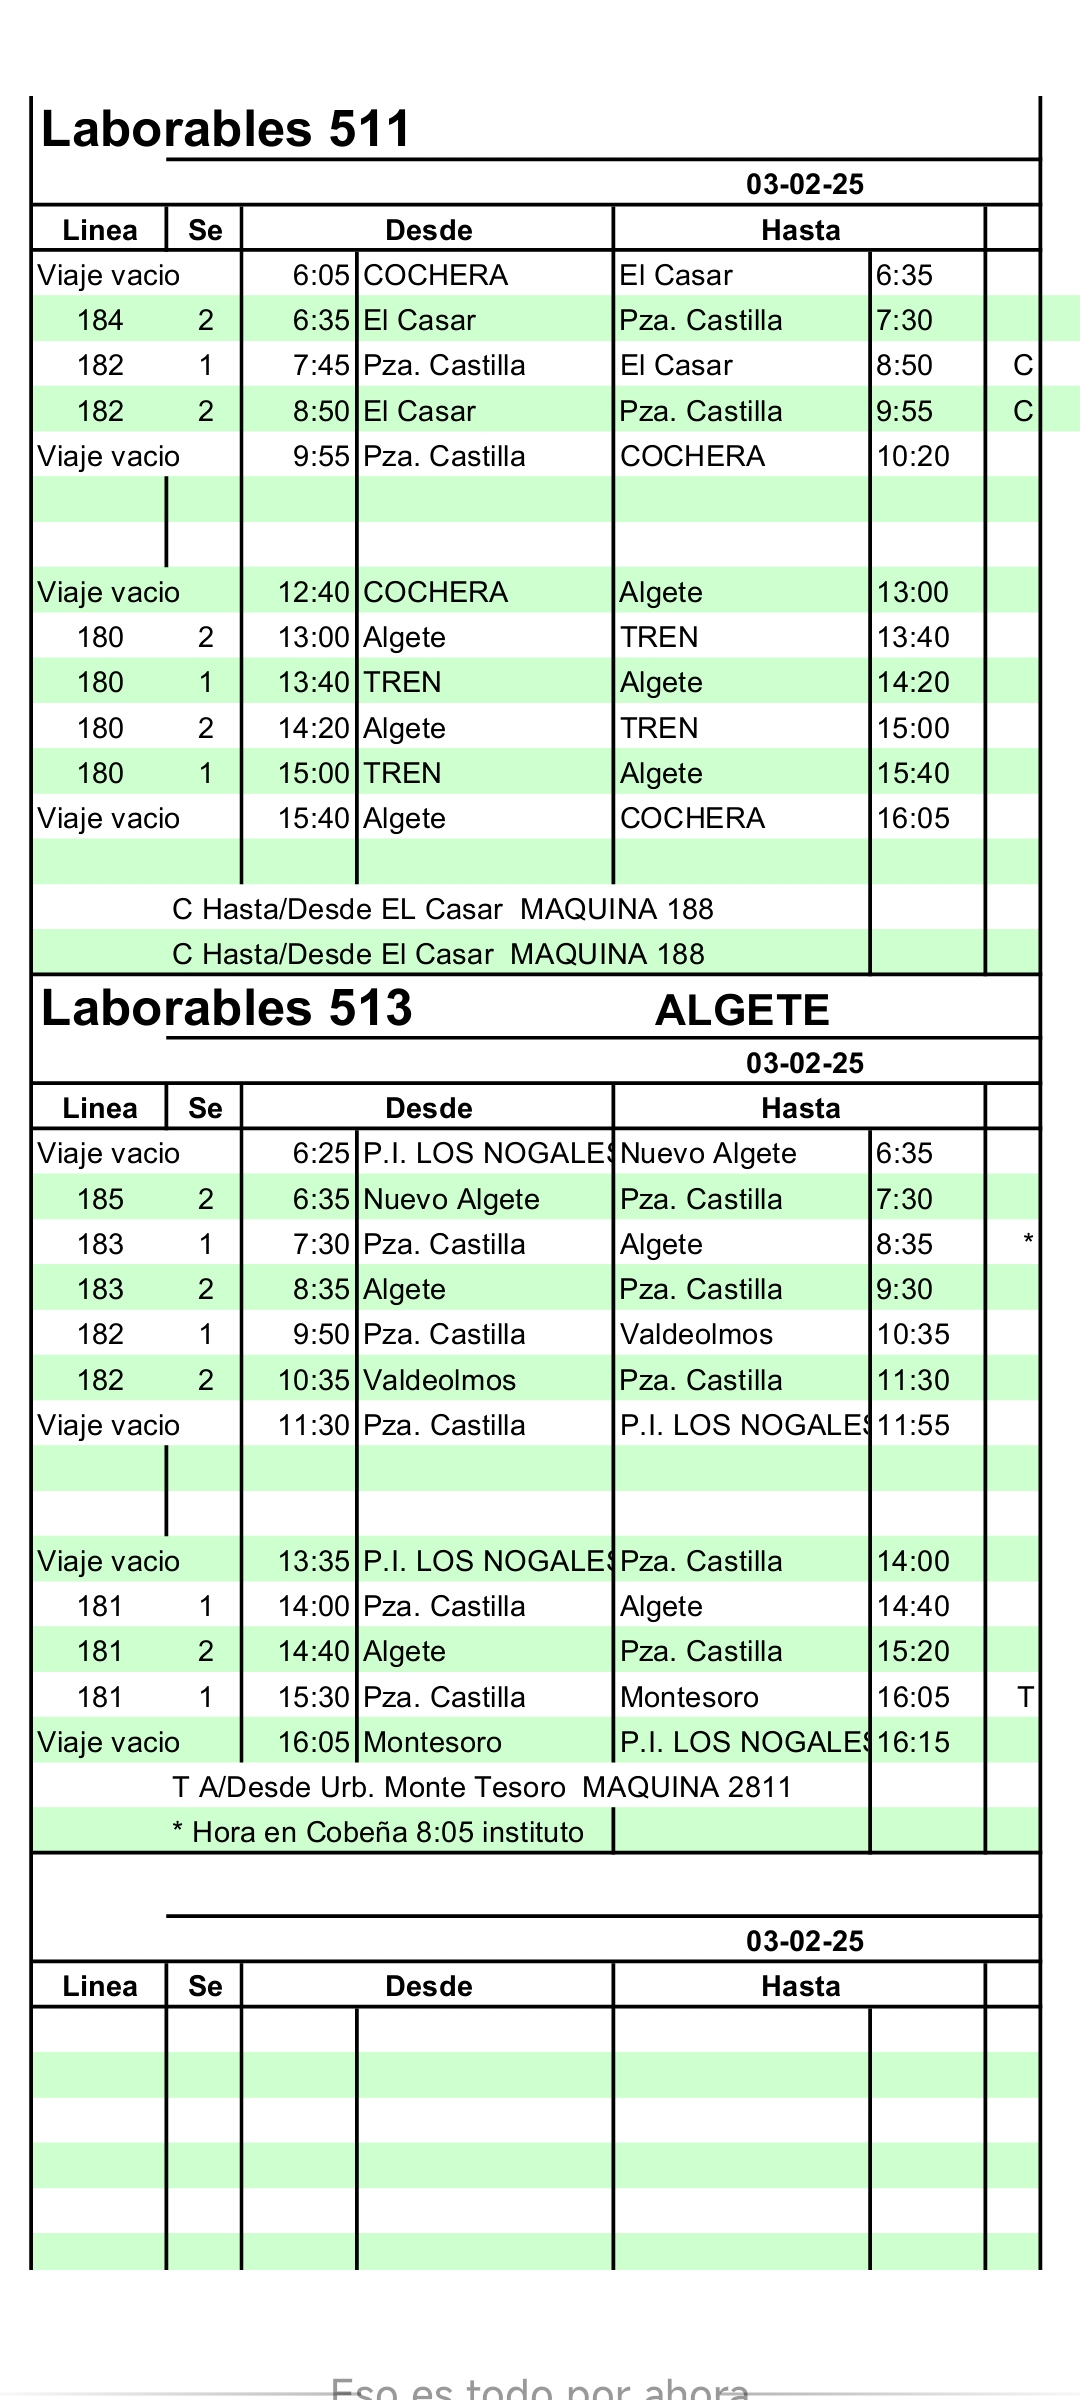 Laborables 511
03-02-25
Linea Se Desde Hasta
Viaje vacio 6:05 COCHERA El Casar 6:35
184 2 6:35 El Casar Pza. Castilla 7:30
182 1 7:45 Pza. Castilla El Casar 8:50 C
182 2 8:50 El Casar Pza. Castilla 9:55 C
Viaje vacio 9:55 Pza. Castilla COCHERA 10:20
Viaje vacio 12:40 COCHERA Algete 13:00
180 2 13:00 Algete TREN 13:40
180 1 13:40 TREN Algete 14:20
180 2 14:20 Algete TREN 15:00
180 1 15:00 TREN Algete 15:40
Viaje vacio 15:40 Algete COCHERA 16:05
C Hasta/Desde EL Casar MAQUINA 188
C Hasta/Desde El Casar MAQUINA 188
Laborables 513 ALGETE
03-02-25
Linea Se Desde Hasta
Viaje vacio 6:25 P.I. LOS NOGALES Nuevo Algete 6:35
185 2 6:35 Nuevo Algete Pza. Castilla 7:30
183 1 7:30 Pza. Castilla Algete 8:35 *
183 2 8:35 Algete Pza. Castilla 9:30
182 1 9:50 Pza. Castilla Valdeolmos 10:35
182 2 10:35 Valdeolmos Pza. Castilla 11:30
Viaje vacio 11:30 Pza. Castilla P.I. LOS NOGALES 11:55
Viaje vacio 13:35 P.I. LOS NOGALES Pza. Castilla 14:00
181 1 14:00 Pza. Castilla Algete 14:40
181 2 14:40 Algete Pza. Castilla 15:20
181 1 15:30 Pza. Castilla Montesoro 16:05 T
Viaje vacio 16:05 Montesoro P.I. LOS NOGALES 16:15
T A/Desde Urb. Monte Tesoro MAQUINA 2811
* Hora en Cobeña 8:05 instituto
03-02-25
Linea Se Desde Hasta
Eso es todo por ahora